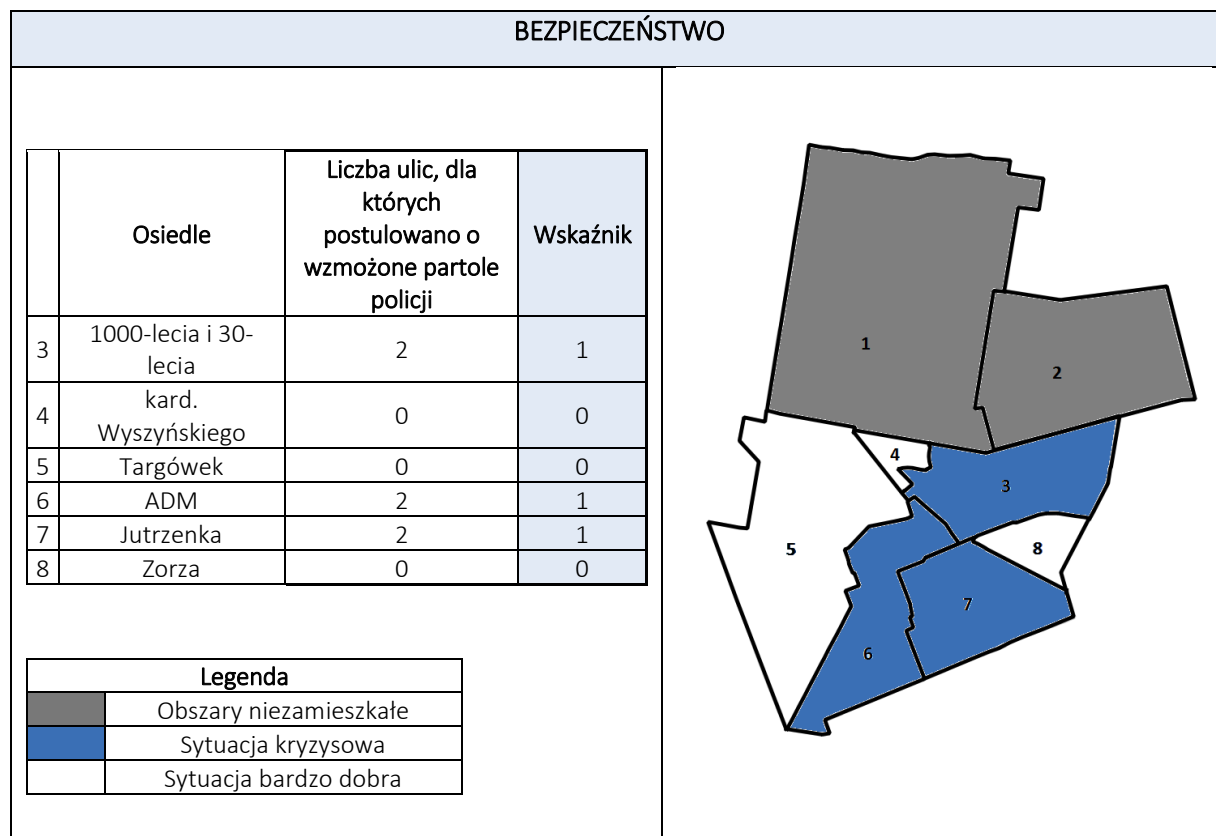 BEZPIECZEŃSTWO
Osiedle
Liczba ulic, dla
których
postulowano o
wzmożone partole
policji
Wskaźnik
3
1000-lecia i 30-
lecia
2
1
4
kard.
Wyszyńskiego
0
0
5
Targówek
0
0
6
ADM
2
1
7
Jutrzenka
2
1
8
Zorza
0
0
Legenda
Obszary niezamieszkałe
Sytuacja kryzysowa
Sytuacja bardzo dobra
1
2
4
3
5
8
7
6